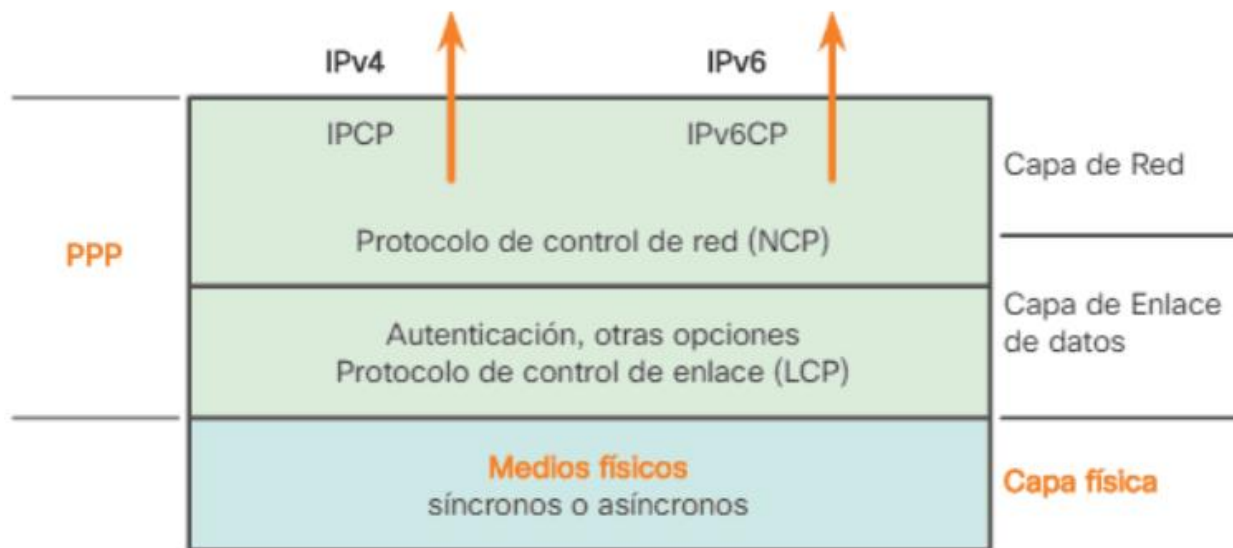 IPv4
IPv6
IPCP
IPv6CP
Capa de Red
Protocolo de control de red (NCP)
PPP
Capa de Enlace
de datos
Autenticación, otras opciones
Protocolo de control de enlace (LCP)
Medios físicos
síncronos o asíncronos
Capa física